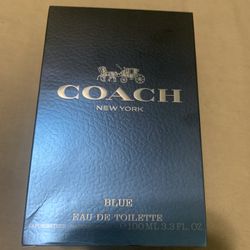 COACH
NEW YORK
BLUE
EAU DE TOILETTE
100ML 3.3 FL. OZ.